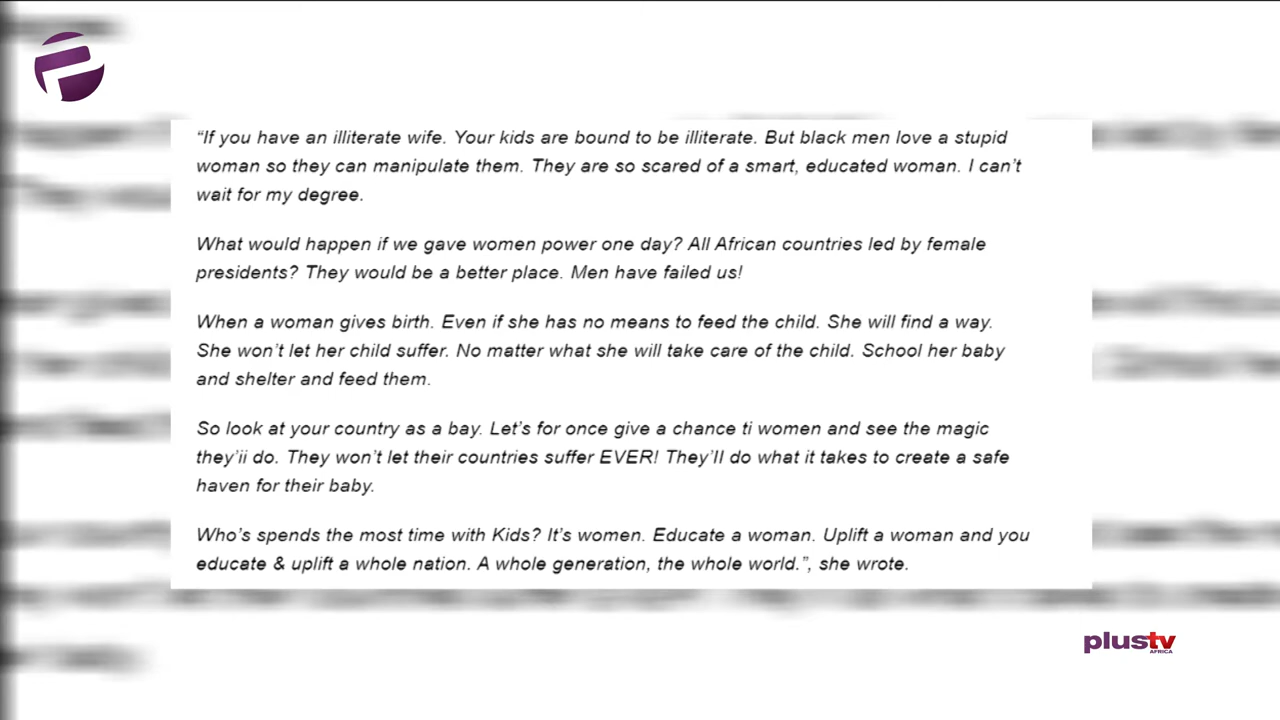 “If you have an illiterate wife. Your kids are bound to be illiterate. But black men love a stupid
woman so they can manipulate them. They are so scared of a smart, educated woman. I can’t
wait for my degree.
What would happen if we gave women power one day? All African countries led by female
presidents? They would be a better place. Men have failed us!
When a woman gives birth. Even if she has no means to feed the child. She will find a way.
She won’t let her child suffer. No matter what she will take care of the child. School her baby
and shelter and feed them.
So look at your country as a bay. Let’s for once give a chance ti women and see the magic
they’ii do. They won’t let their countries suffer EVER! They’ll do what it takes to create a safe
haven for their baby.
Who’s spends the most time with Kids? It’s women. Educate a woman. Uplift a woman and you
educate & uplift a whole nation. A whole generation, the whole world.”, she wrote.
plustv
AFRICA